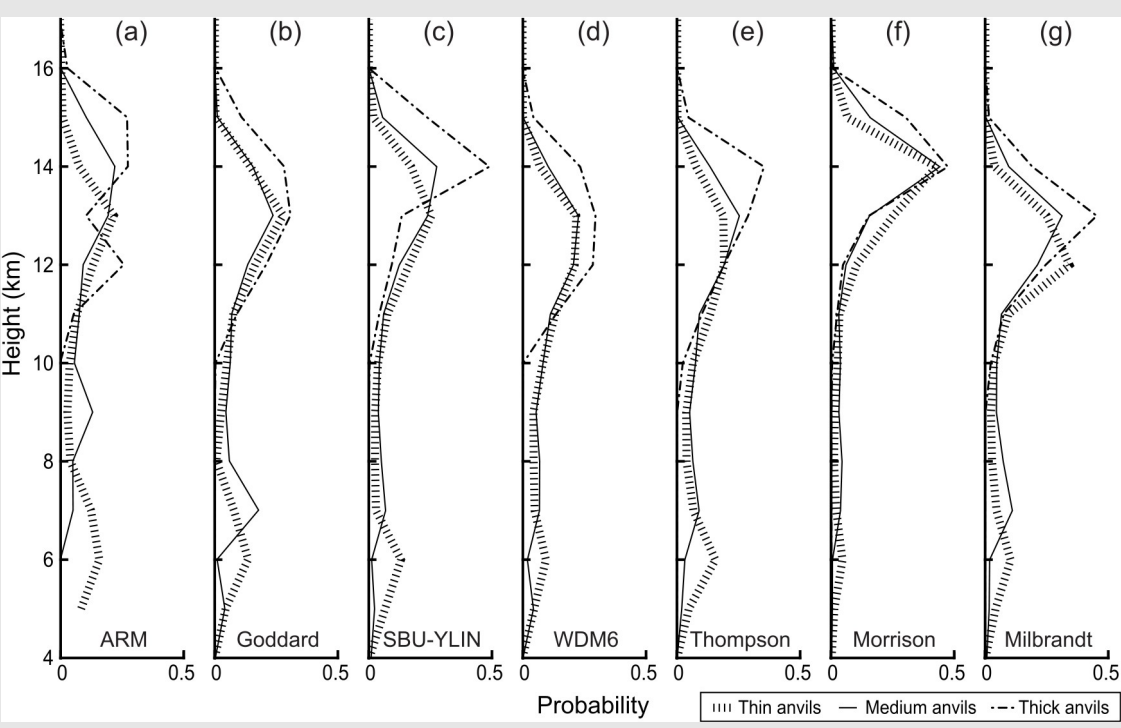 (a) (b) (c) (d) (e) (f) (g)
16
14
12
10
8
6
4
Height (km)
ARM Goddard SBU-YLIN WDM6 Thompson Morrison Milbrandt
0 0.5 0 0.5 0 0.5 0 0.5 0 0.5 0 0.5 0 0.5
Probability
Thin anvils Medium anvils Thick anvils